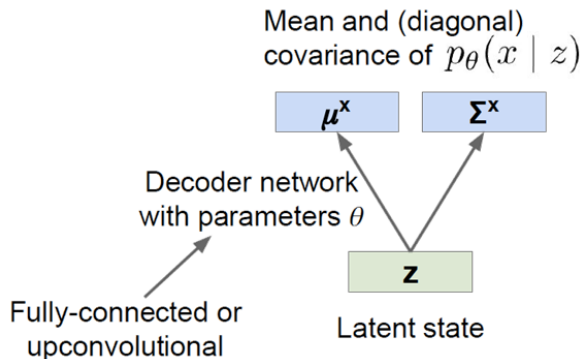 Mean and (diagonal)
covariance of pθ(x | z)
μˣ
Σˣ
Decoder network
with parameters θ
z
Fully-connected or
upconvolutional
Latent state